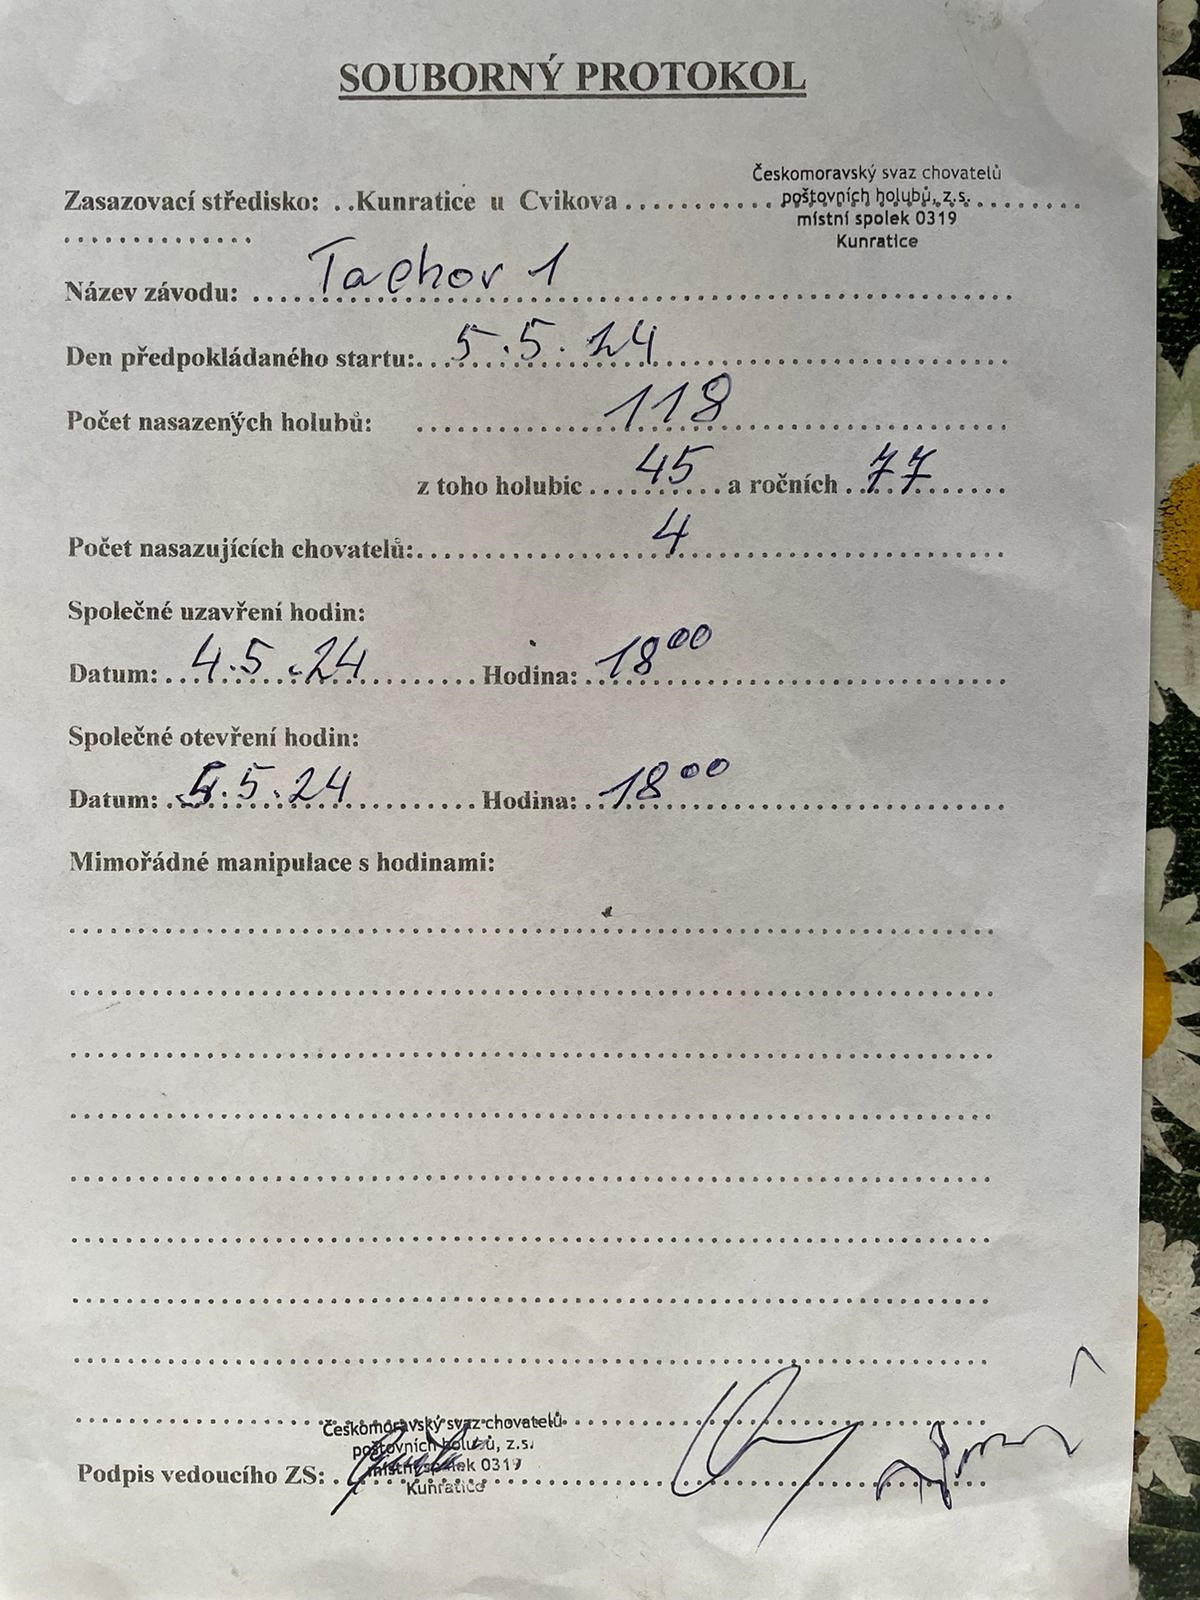 SOUBORNÝ PROTOKOL
Českomoravský svaz chovatelů
poštovních holubů, z.s.
místní spolek 0319
Kunratice
Zasazovací středisko: ..Kunratice u Cvikova
Název závodu: Tachov 1
Den předpokládaného startu: 5.5.24
Počet nasazených holubů: 118
z toho holubic 45 a ročních 77
Počet nasazujících chovatelů: 4
Společné uzavření hodin:
Datum: 4.5.24 Hodina: 18⁰⁰
Společné otevření hodin:
Datum: 5.5.24 Hodina: 18⁰⁰
Mimořádné manipulace s hodinami:
Českomoravský svaz chovatelů
poštovních holubů, z.s.
místní spolek 0319
Kunratice
Podpis vedoucího ZS: